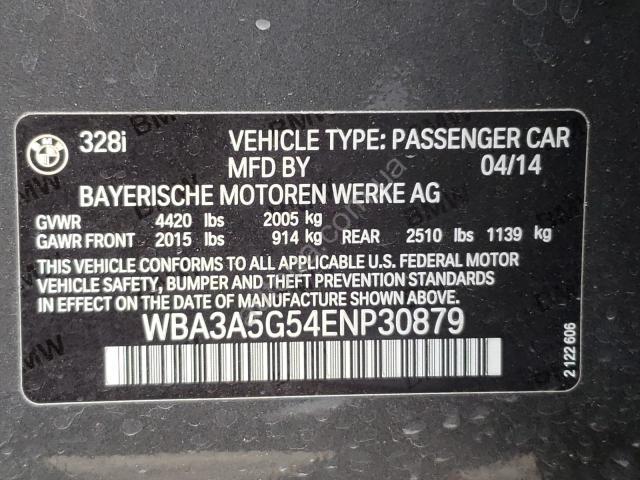 328i VEHICLE TYPE: PASSENGER CAR
MFD BY 04/14
BAYERISCHE MOTOREN WERKE AG
GVWR 4420 lbs 2005 kg
GAWR FRONT 2015 lbs 914 kg REAR 2510 lbs 1139 kg
THIS VEHICLE CONFORMS TO ALL APPLICABLE U.S. FEDERAL MOTOR
VEHICLE SAFETY, BUMPER AND THEFT PREVENTION STANDARDS
IN EFFECT ON THE DATE OF MANUFACTURE SHOWN ABOVE.
WBA3A5G54ENP30879
2 122 606